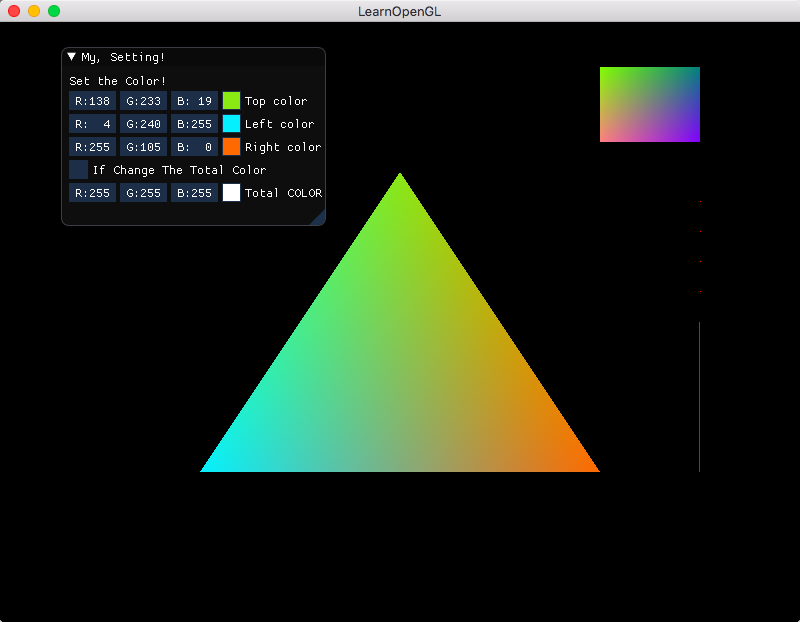 LearnOpenGL
My, Setting!
Set the Color!
R:138 G:233 B: 19 Top color
R:  4 G:240 B:255 Left color
R:255 G:105 B:  0 Right color
If Change The Total Color
R:255 G:255 B:255 Total COLOR